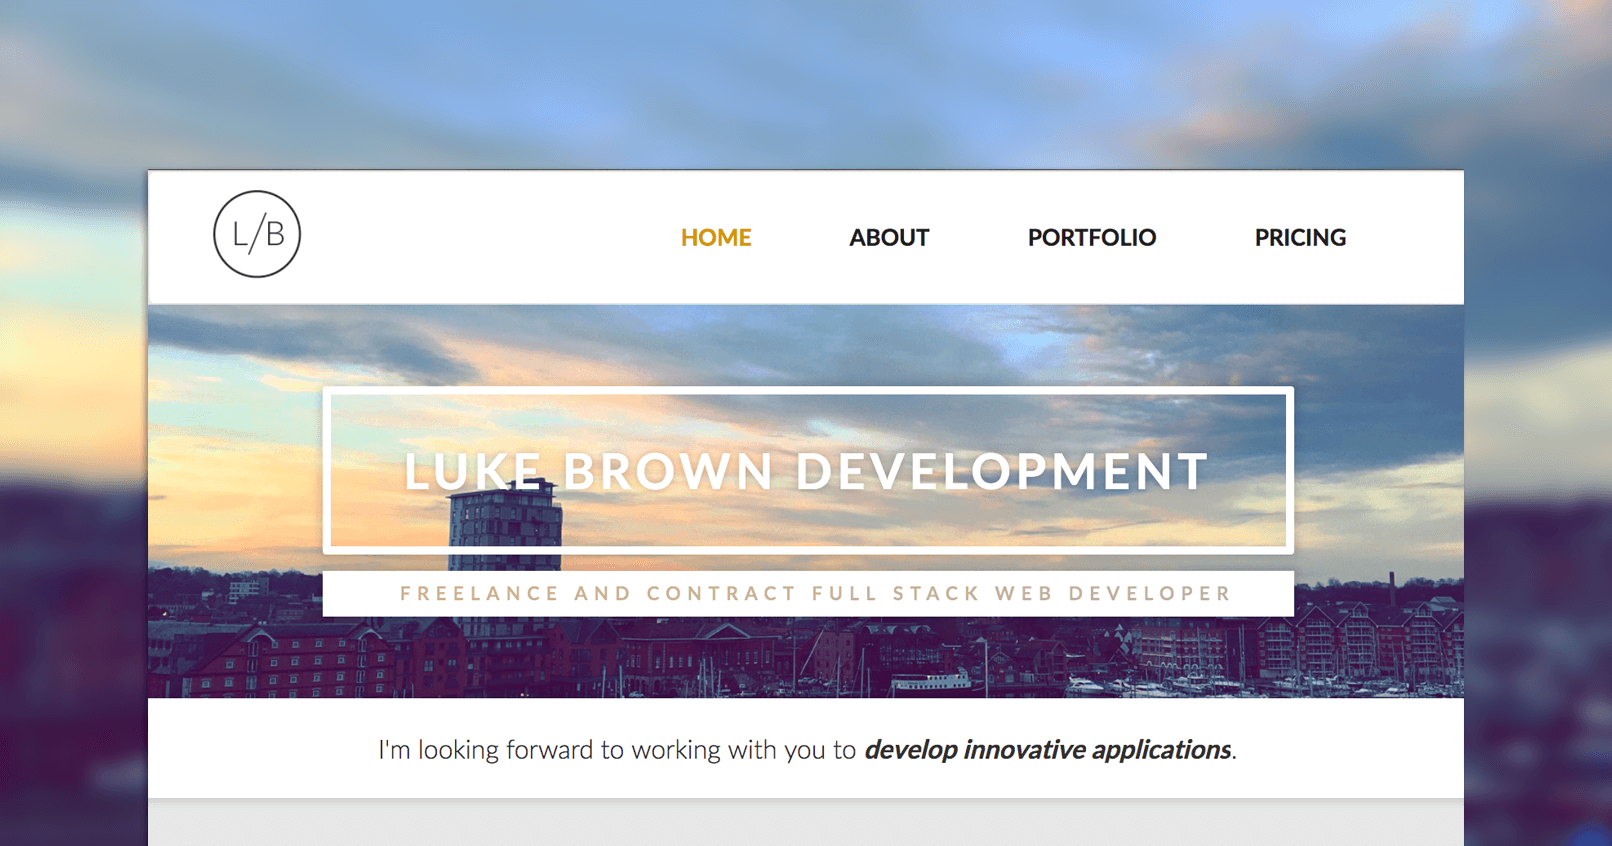 L/B
HOME ABOUT PORTFOLIO PRICING
LUKE BROWN DEVELOPMENT
FREELANCE AND CONTRACT FULL STACK WEB DEVELOPER
I'm looking forward to working with you to develop innovative applications.